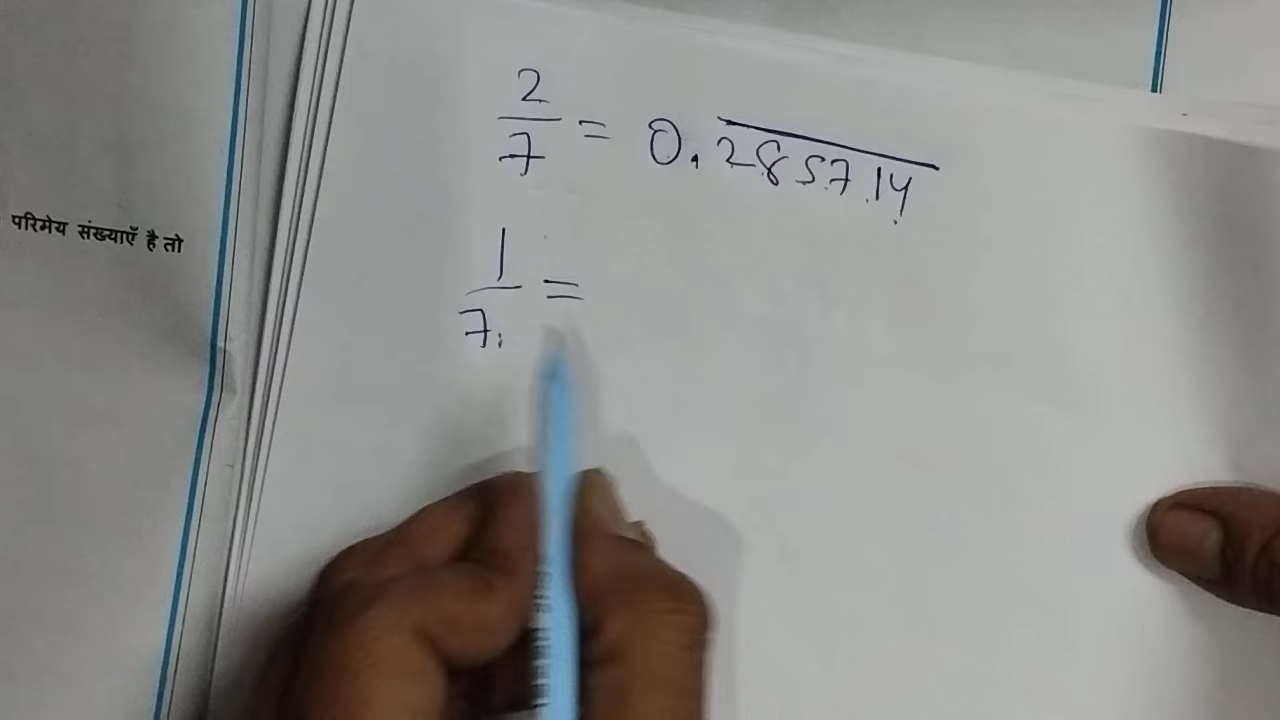 परिमेय संख्याएँ है तो
2/7 = 0.285714
1/7. =